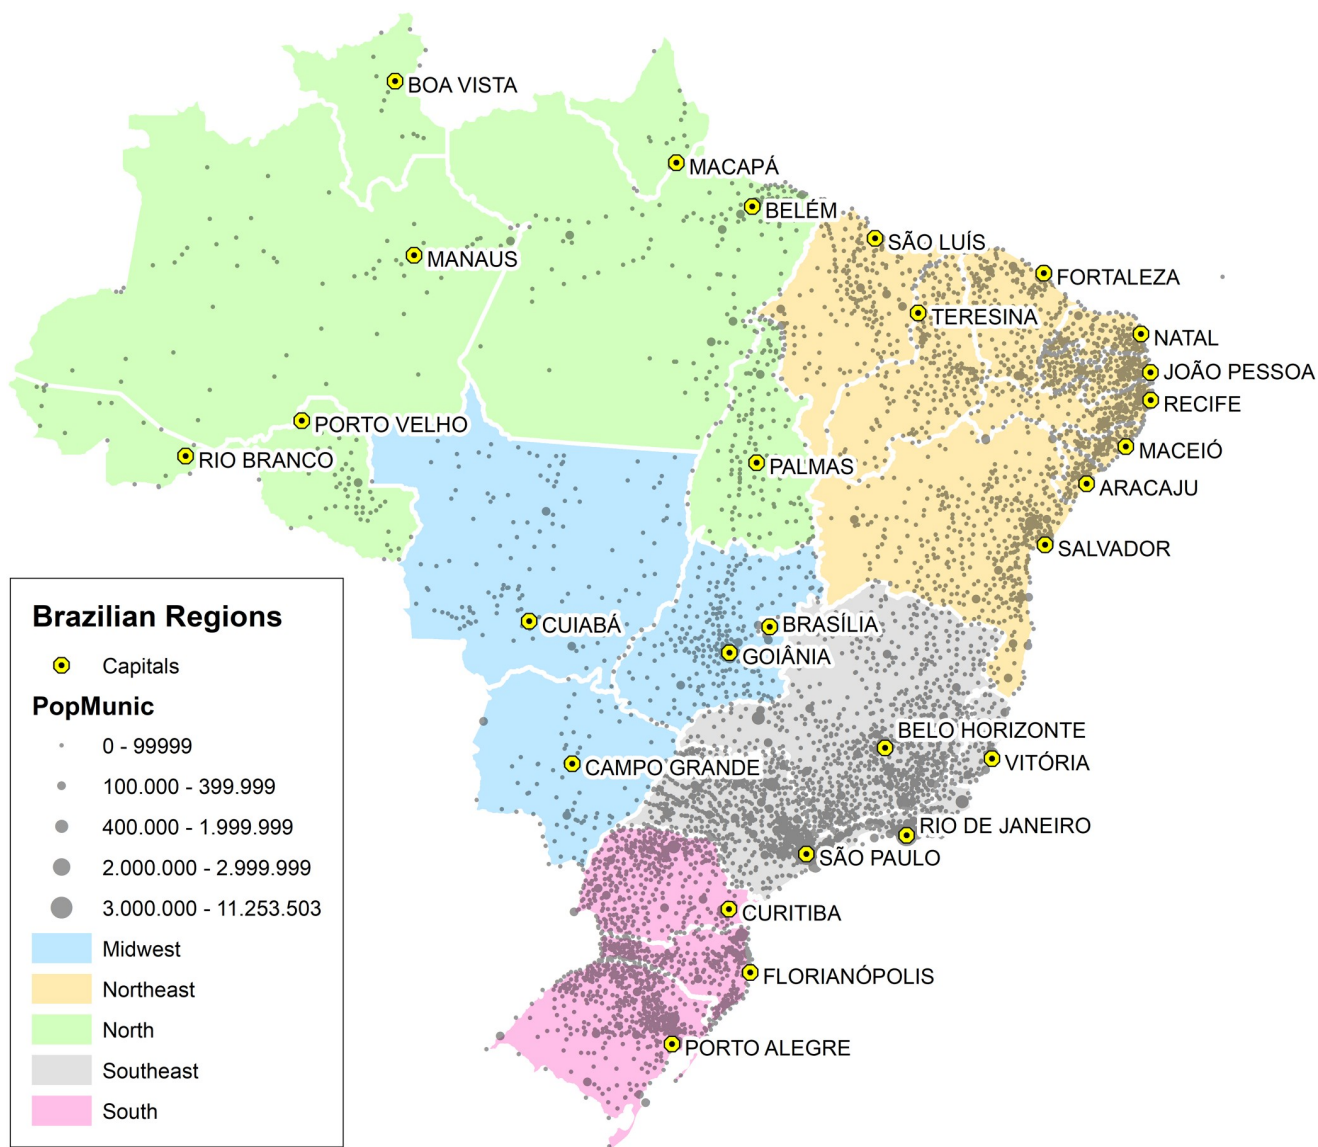 BOA VISTA
MACAPÁ
BELÉM
SÃO LUÍS
MANAUS
FORTALEZA
TERESINA
NATAL
JOÃO PESSOA
RECIFE
PORTO VELHO
MACEIÓ
RIO BRANCO
PALMAS
ARACAJU
SALVADOR
CUIABÁ
BRASÍLIA
GOIÂNIA
BELO HORIZONTE
VITÓRIA
CAMPO GRANDE
RIO DE JANEIRO
SÃO PAULO
CURITIBA
FLORIANÓPOLIS
PORTO ALEGRE
Brazilian Regions
Capitals
PopMunic
0 - 99999
100.000 - 399.999
400.000 - 1.999.999
2.000.000 - 2.999.999
3.000.000 - 11.253.503
Midwest
Northeast
North
Southeast
South